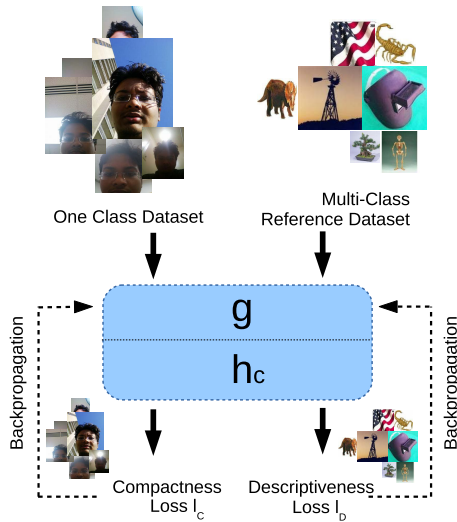 One Class Dataset
Multi-Class
Reference Dataset
g
hc
Backpropagation
Backpropagation
Compactness
Loss lC
Descriptiveness
Loss lD